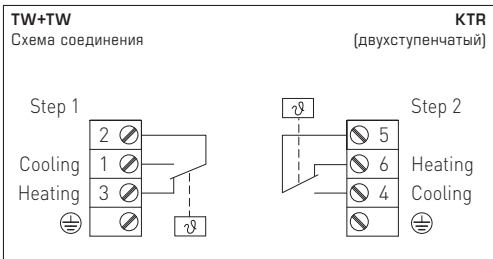 TW+TW KTR
Схема соединения (двухступенчатый)
Step 1 ϑ Step 2
2 5
Cooling 1 6 Heating
Heating 3 4 Cooling
ϑ